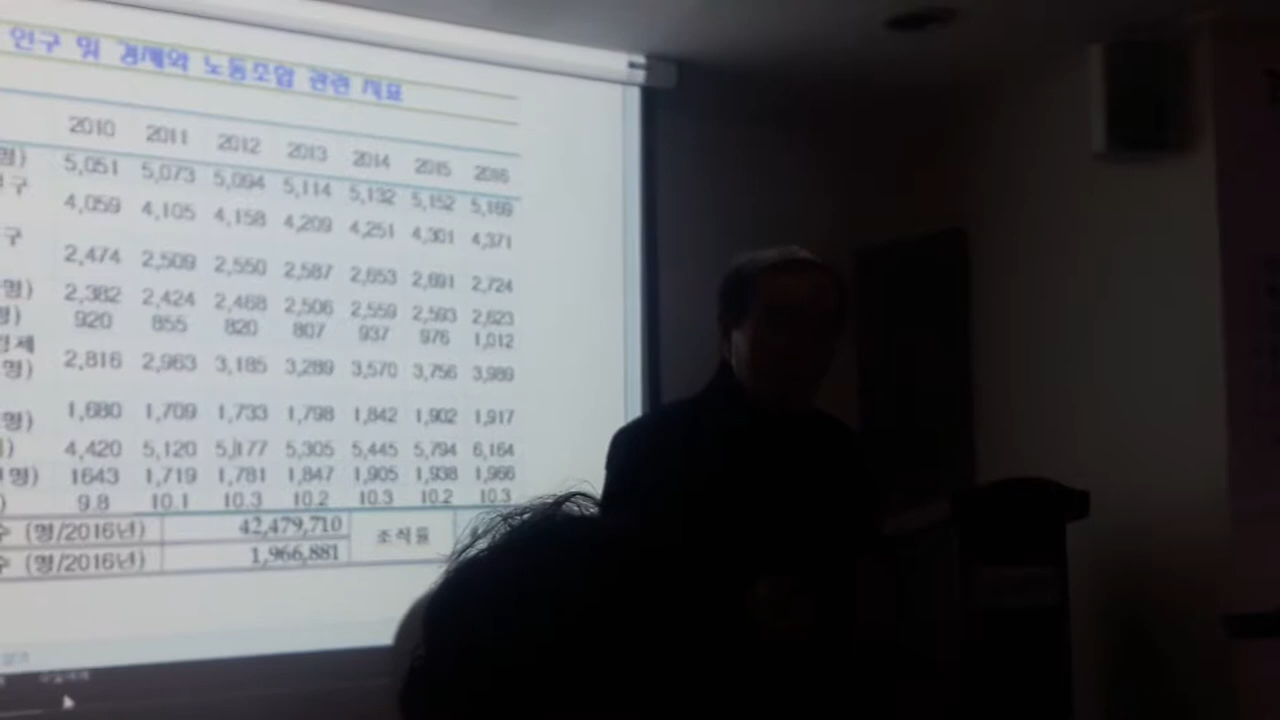 인구 및 경제와 노동조합 관련 지표
2010 2011 2012 2013 2014 2015 2016
명) 5,051 5,073 5,094 5,114 5,132 5,152 5,169
구 4,059 4,105 4,158 4,209 4,251 4,301 4,371
구 2,474 2,509 2,550 2,587 2,653 2,691 2,724
명) 2,382 2,424 2,468 2,506 2,559 2,593 2,623
명) 920 855 820 807 937 976 1,012
경제
명) 2,816 2,963 3,185 3,289 3,570 3,756 3,989
명) 1,680 1,709 1,733 1,798 1,842 1,902 1,917
) 4,420 5,120 5,177 5,305 5,445 5,794 6,164
명) 1643 1,719 1,781 1,847 1,905 1,938 1,966
) 9.8 10.1 10.3 10.2 10.3 10.2 10.3
수 (명/2016년) 42,479,710 조직률
수 (명/2016년) 1,966,881